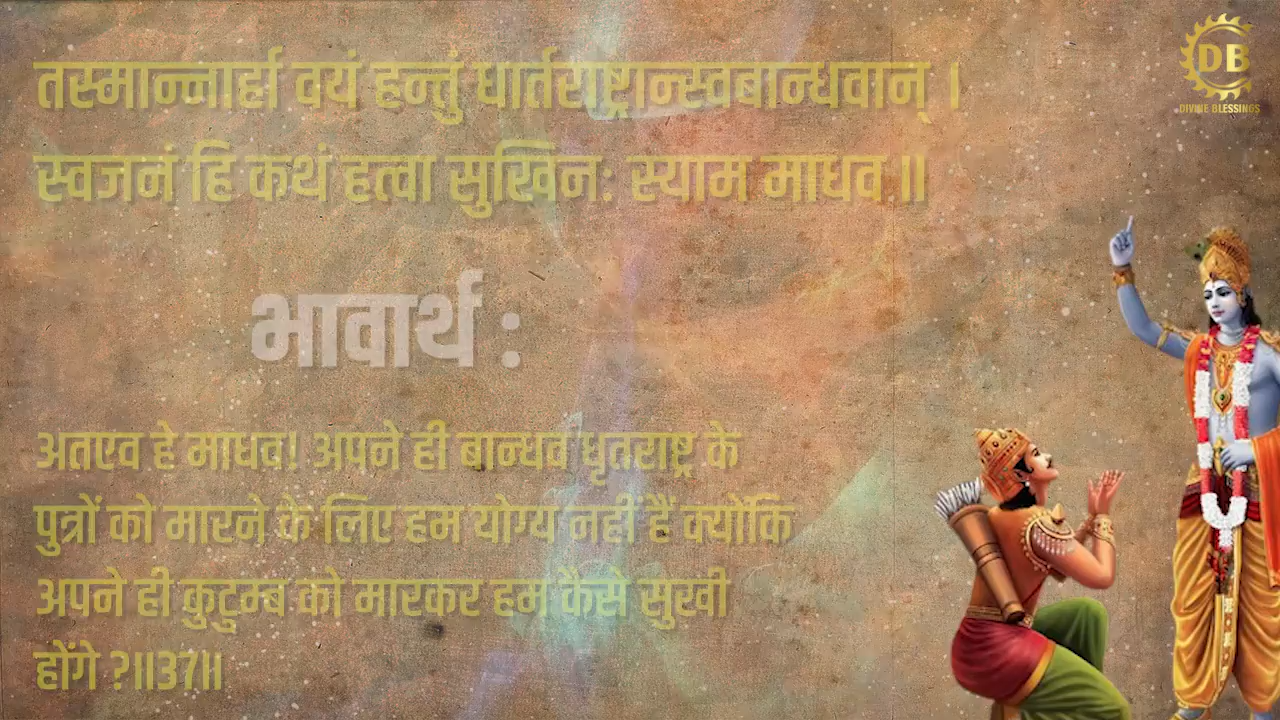 तस्मान्नार्हा वयं हन्तुं धार्तराष्ट्रान्स्वबान्धवान् ।
स्वजनं हि कथं हत्वा सुखिनः स्याम माधव ॥
भावार्थ :
अतएव हे माधव! अपने ही बान्धव धृतराष्ट्र के
पुत्रों को मारने के लिए हम योग्य नहीं हैं क्योंकि
अपने ही कुटुम्ब को मारकर हम कैसे सुखी
होंगे ?॥37॥
DB
DIVINE BLESSINGS